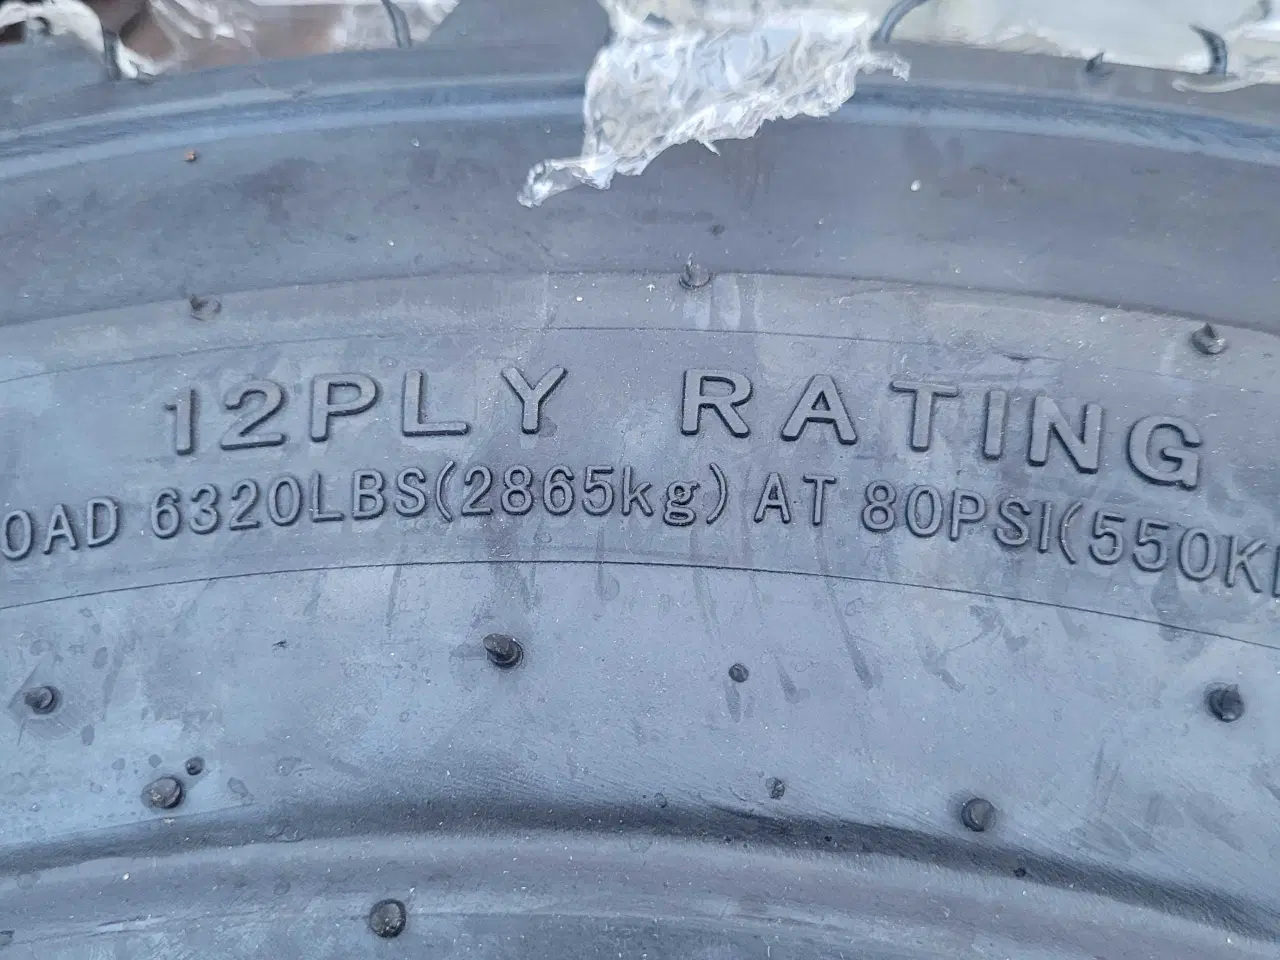 12PLY RATING
OAD 6320LBS(2865kg) AT 80PSI(550K